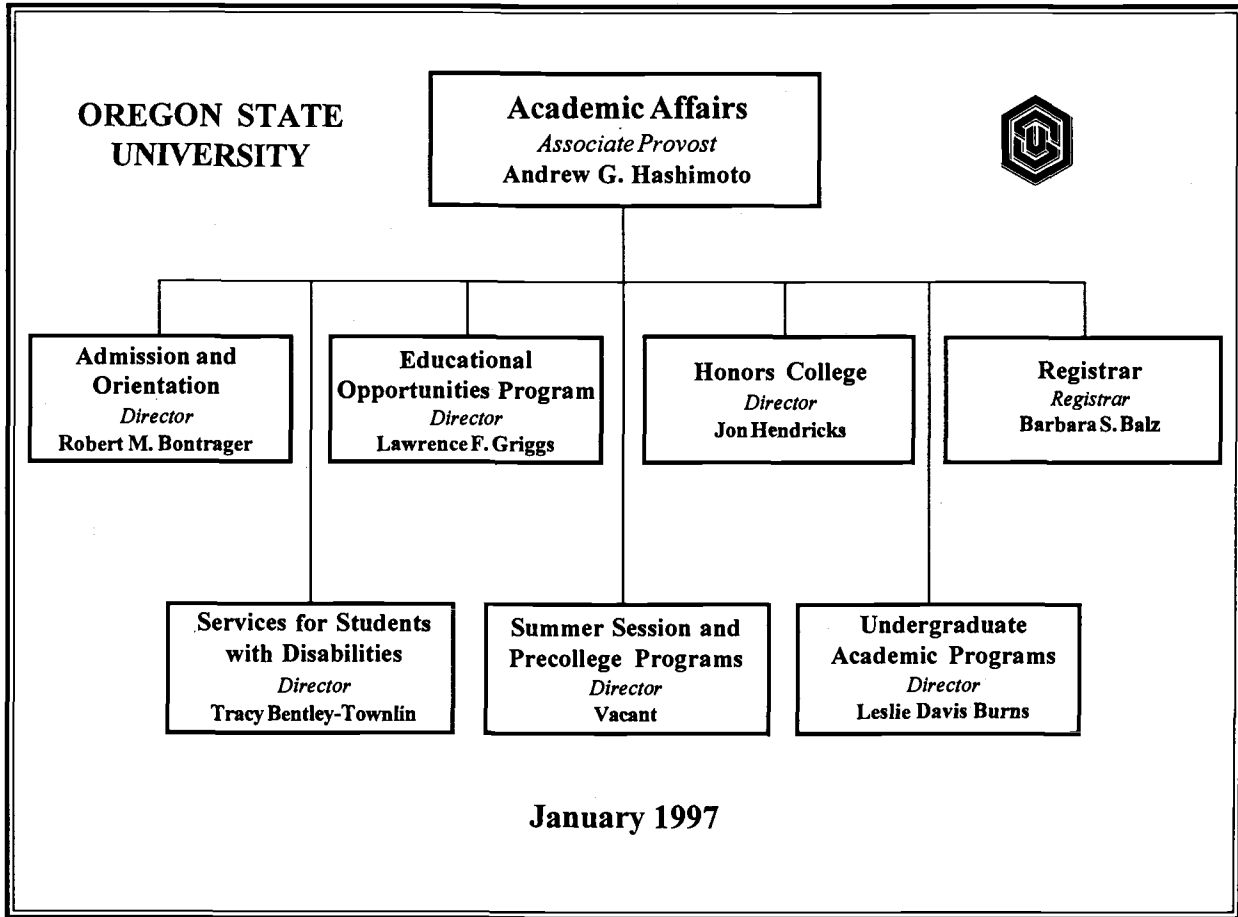 OREGON STATE
UNIVERSITY
Academic Affairs
Associate Provost
Andrew G. Hashimoto
OSU
Admission and
Orientation
Director
Robert M. Bontrager
Educational
Opportunities Program
Director
Lawrence F. Griggs
Honors College
Director
Jon Hendricks
Registrar
Registrar
Barbara S. Balz
Services for Students
with Disabilities
Director
Tracy Bentley-Townlin
Summer Session and
Precollege Programs
Director
Vacant
Undergraduate
Academic Programs
Director
Leslie Davis Burns
January 1997